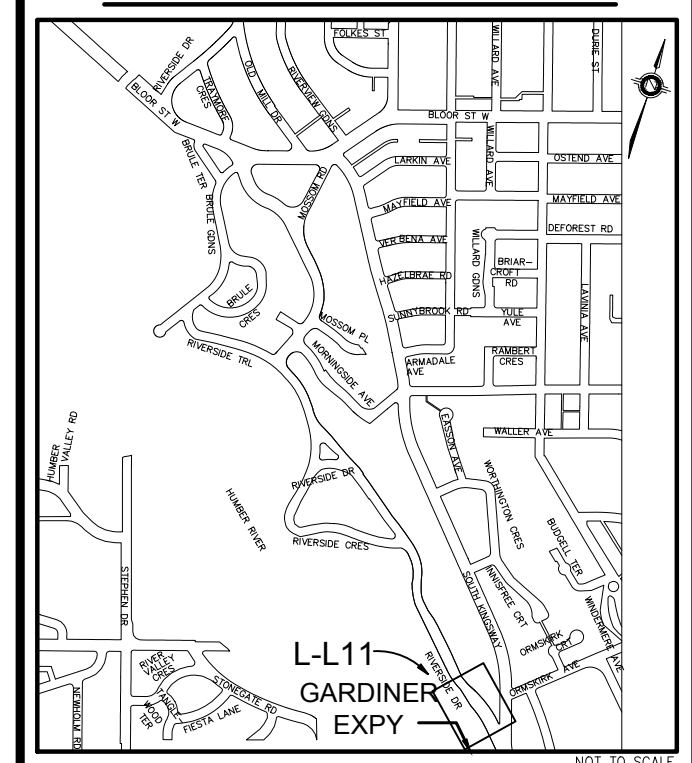 FOLKES ST
RIVERSIDE DR
TRAYMORE CRES
OLD MILL DR
RIVERVIEW GDNS
WILLARD AVE
DURIE ST
BLOOR ST W
BLOOR ST W
BRULE TER
BRULE GDNS
MOSSOM RD
LARKIN AVE
WILLARD AVE
OSTEND AVE
MAYFIELD AVE
MAYFIELD AVE
VERBENA AVE
WILLARD GDNS
DEFOREST RD
HAZELBRAE RD
BRIAR-
CROFT
RD
LAVINIA AVE
BRULE
CRES
SUNNYBROOK RD
YULE
AVE
MOSSOM PL
RIVERSIDE TRL
MORNINGSIDE AVE
ARMADALE
AVE
RAMBERT
CRES
EASSON AVE
WALLER AVE
HUMBER
VALLEY RD
RIVERSIDE DR
HUMBER
RIVER
WORTHINGTON CRES
RIVERSIDE CRES
BUDGELL TER
STEPHEN DR
SOUTH KINGSWAY
INNISFREE CRT
WINDERMERE AVE
ORMSKIRK
CRT
L-L11
RIVERSIDE DR
ORMSKIRK AVE
RIVER
VALLEY
CRES
STONEGATE RD
GARDINER
EXPY
NEWHOLM RD
TANGLE
WOOD
TER
FIESTA LANE
NOT TO SCALE